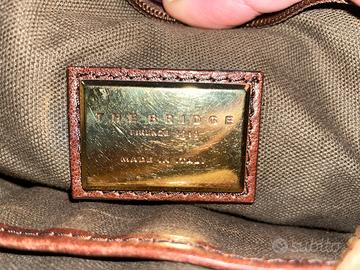 THE BRIDGE
FIRENZE
MADE IN ITALY
subito